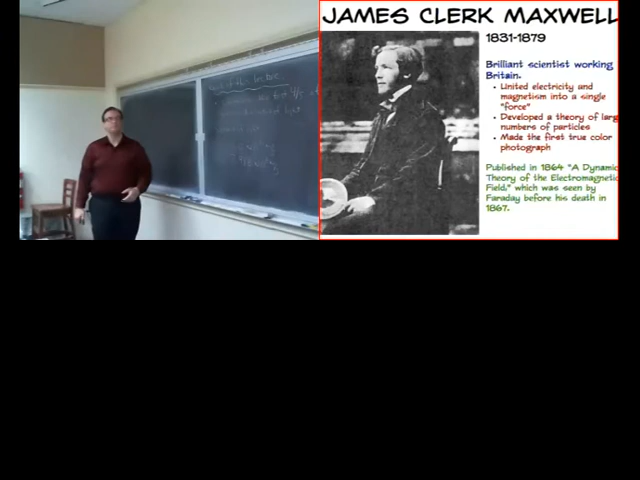 JAMES CLERK MAXWELL
1831-1879
Brilliant scientist working
Britain.
• United electricity and
magnetism into a single
"force"
• Developed a theory of larg
numbers of particles
• Made the first true color
photograph
Published in 1864 "A Dynamic
Theory of the Electromagnetic
Field," which was seen by
Faraday before his death in
1867.